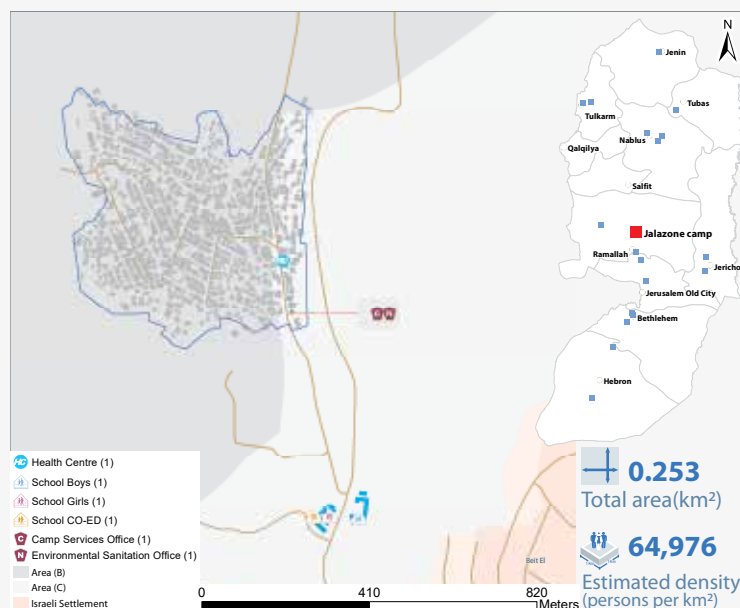 N
Jenin
Tubas
Tulkarm
Nablus
Qalqilya
Salfit
Jalazone camp
Ramallah
Jericho
Jerusalem Old City
Bethlehem
Hebron
HC
C N
HC Health Centre (1)
School Boys (1)
School Girls (1)
School CO-ED (1)
C Camp Services Office (1)
N Environmental Sanitation Office (1)
Area (B)
Area (C)
Israeli Settlement
Beit El
0 410 820
Meters
0.253
Total area(km²)
64,976
Estimated density
(persons per km²)